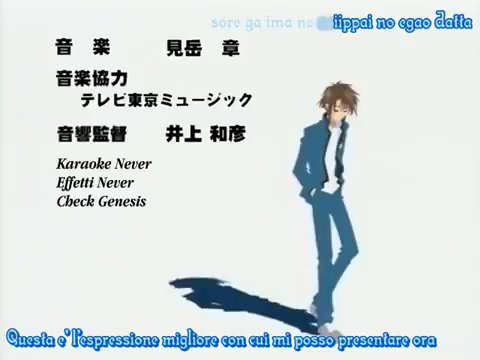 sore ga ima no iippai no egao datta
音 楽 見岳 章
音楽協力
テレビ東京ミュージック
音響監督 井上 和彦
Karaoke Never
Effetti Never
Check Genesis
Questa e' l'espressione migliore con cui mi posso presentare ora